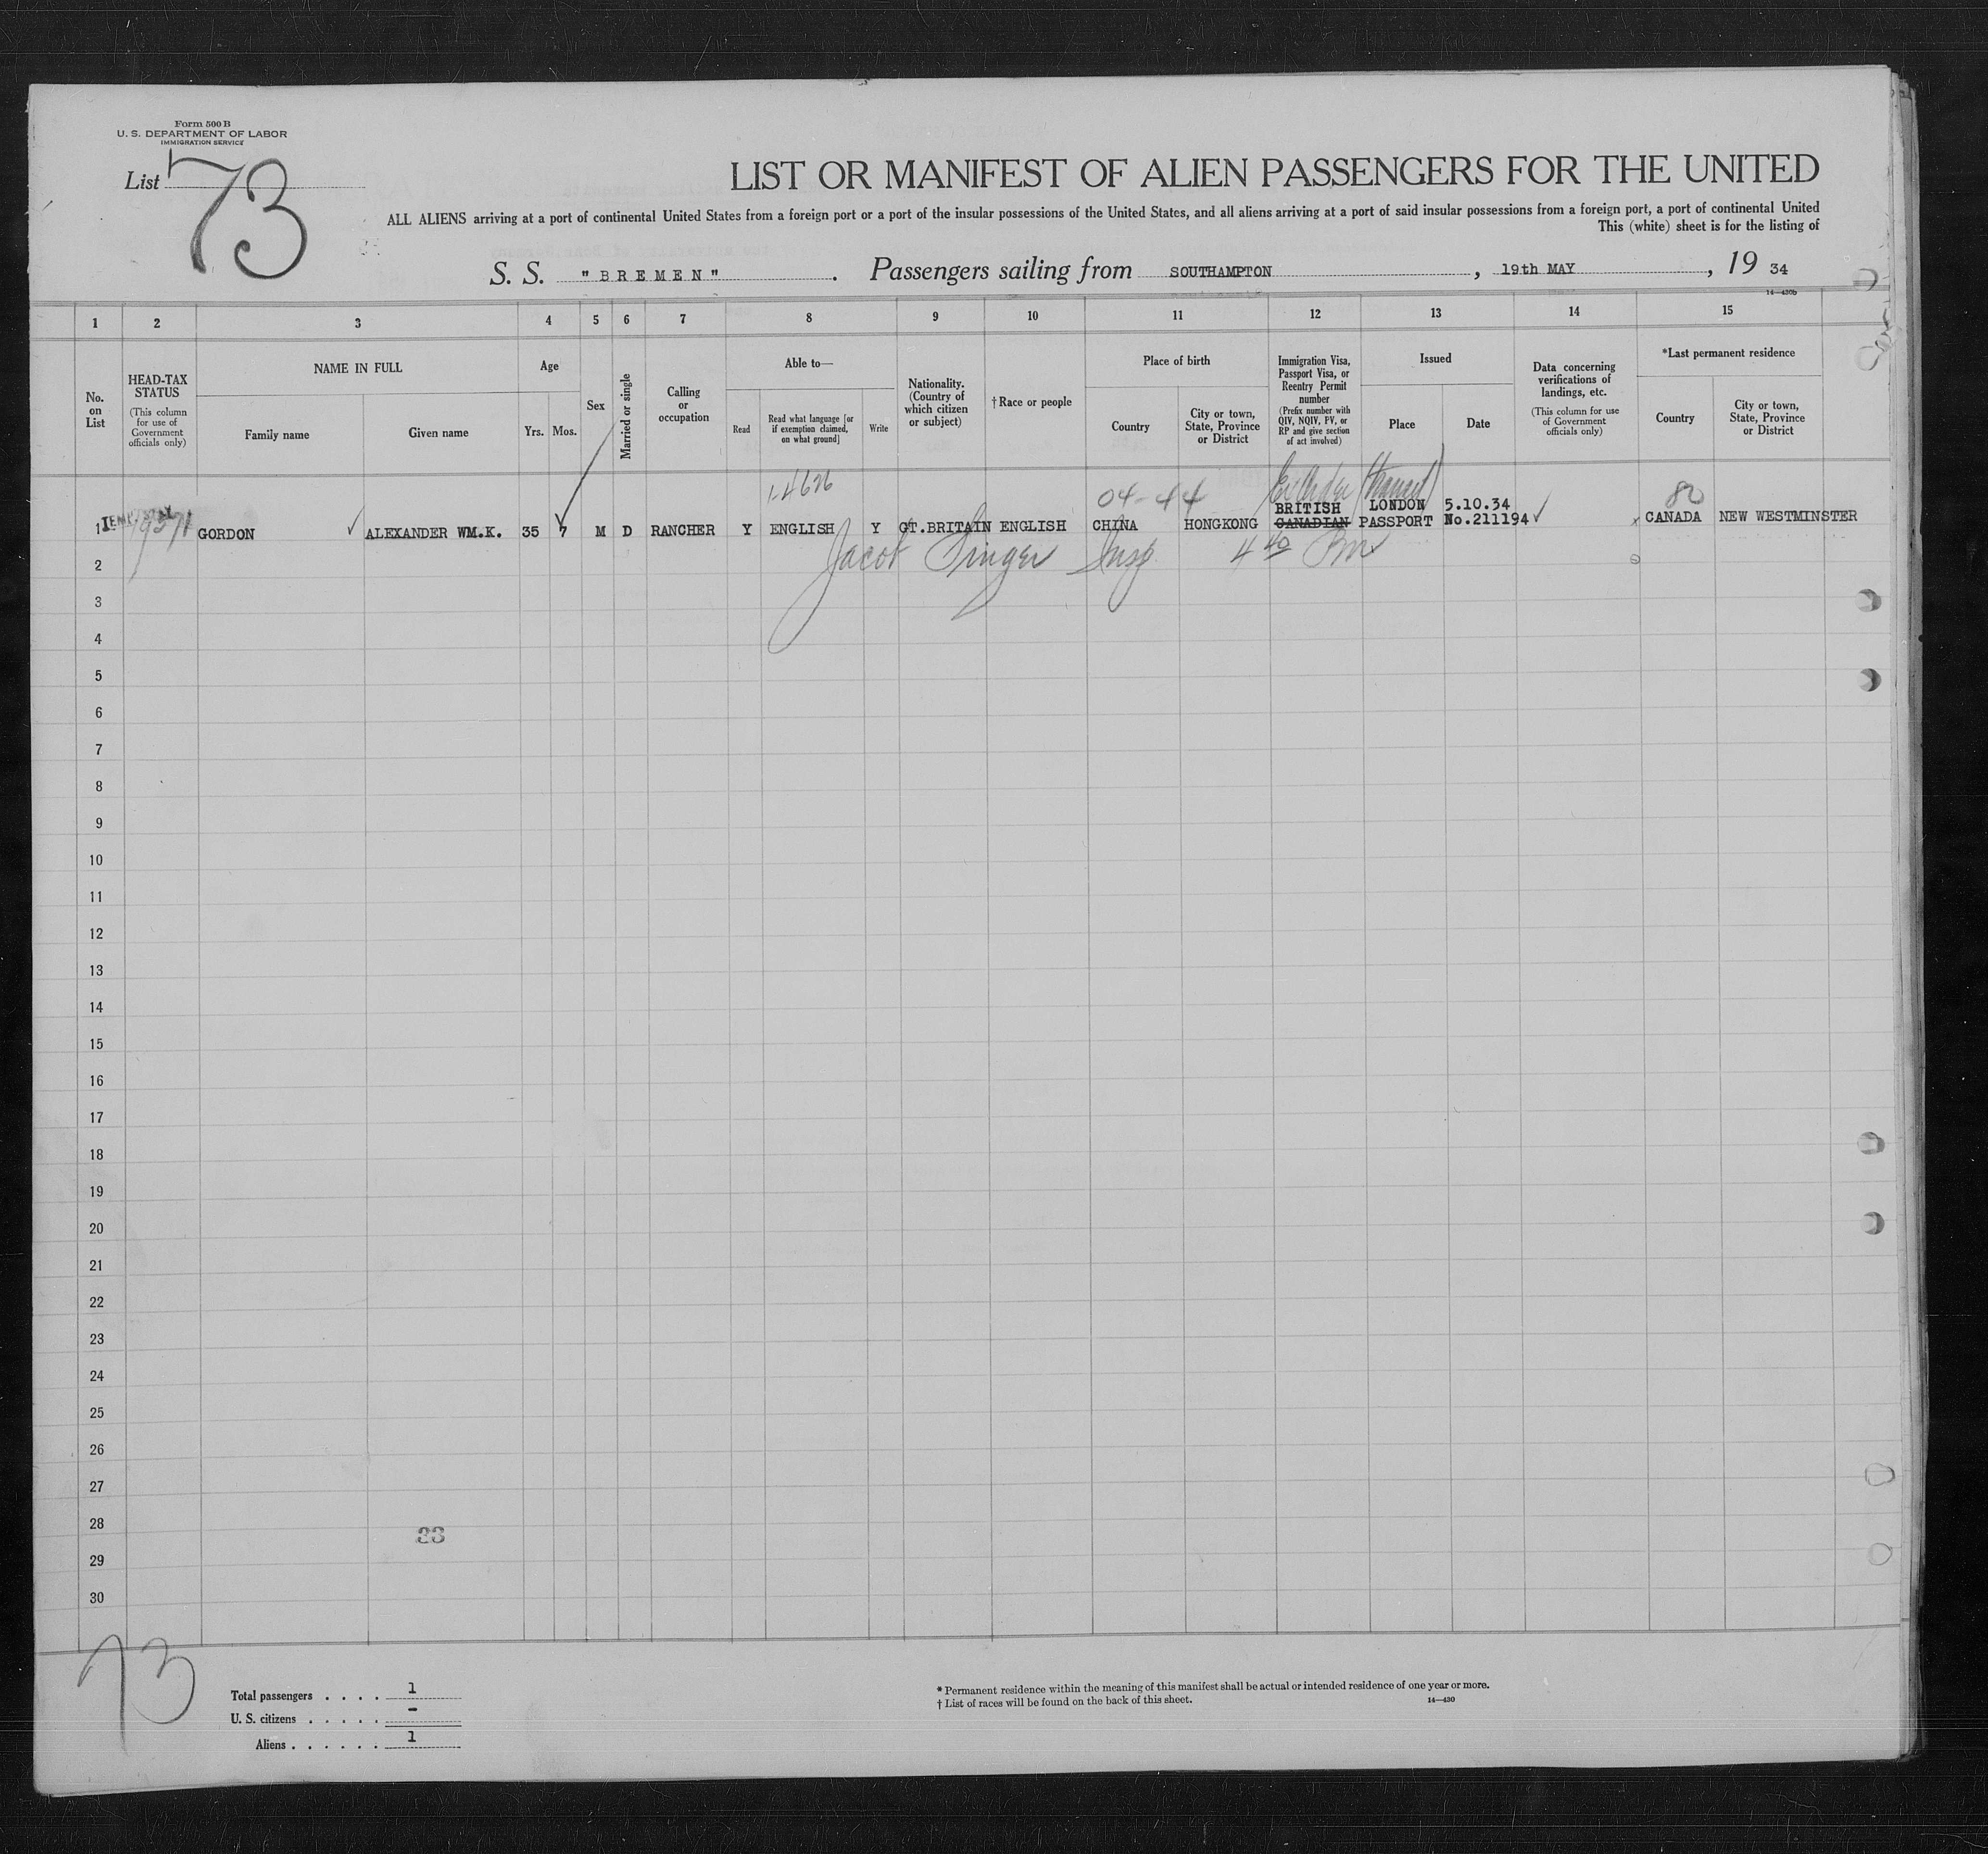 Form 500 B
U. S. DEPARTMENT OF LABOR
IMMIGRATION SERVICE
List 73
LIST OR MANIFEST OF ALIEN PASSENGERS FOR THE UNITED
ALL ALIENS arriving at a port of continental United States from a foreign port or a port of the insular possessions of the United States, and all aliens arriving at a port of said insular possessions from a foreign port, a port of continental United
This (white) sheet is for the listing of
S. S. "BREMEN" . Passengers sailing from SOUTHAMPTON , 19th MAY , 19 34
14—430b
1 2 3 4 5 6 7 8 9 10 11 12 13 14 15
No. on List
HEAD-TAX STATUS (This column for use of Government officials only)
NAME IN FULL
Family name
Given name
Age
Yrs. Mos.
Sex
Married or single
Calling or occupation
Able to—
Read
Read what language [or if exemption claimed, on what ground]
Write
Nationality. (Country of which citizen or subject)
†Race or people
Place of birth
Country
City or town, State, Province or District
Immigration Visa, Passport Visa, or Reentry Permit number (Prefix number with QIV, NQIV, PV, or RP and give section of act involved)
Issued
Place
Date
Data concerning verifications of landings, etc. (This column for use of Government officials only)
*Last permanent residence
Country
City or town, State, Province or District
04-44
80
BRITISH LONDON 5.10.34
1 GORDON ✓ ALEXANDER WM.K. 35 7 M D RANCHER Y ENGLISH Y GT.BRITAIN ENGLISH CHINA HONGKONG CANADIAN PASSPORT No.211194 ✓ x CANADA NEW WESTMINSTER
Jacob Singer Insp 4 40 Pm
2
3
4
5
6
7
8
9
10
11
12
13
14
15
16
17
18
19
20
21
22
23
24
25
26
27
28
29
30
73
Total passengers . . . . 1
U. S. citizens . . . . . -
Aliens . . . . . . 1
* Permanent residence within the meaning of this manifest shall be actual or intended residence of one year or more.
† List of races will be found on the back of this sheet. 14—430